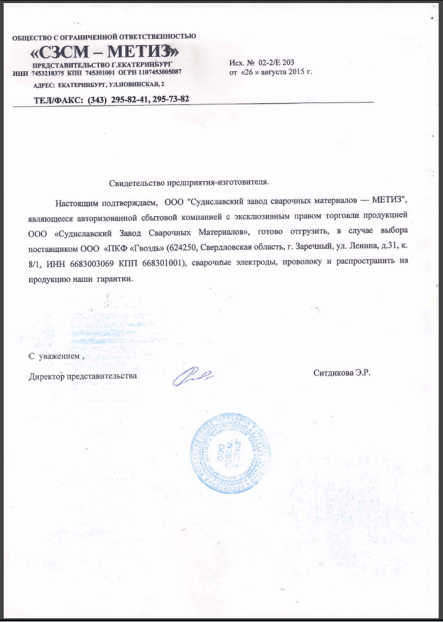 ОБЩЕСТВО С ОГРАНИЧЕННОЙ ОТВЕТСТВЕННОСТЬЮ
«СЗСМ – МЕТИЗ»
ПРЕДСТАВИТЕЛЬСТВО Г.ЕКАТЕРИНБУРГ
ИНН 7453218375 КПП 745301001 ОГРН 1107453005087
АДРЕС: ЕКАТЕРИНБУРГ, УЛ.НОВИНСКАЯ, 2
ТЕЛ/ФАКС: (343) 295-82-41, 295-73-82
Исх. № 02-2/Е 203
от «26 » августа 2015 г.
Свидетельство предприятия-изготовителя.
Настоящим подтверждаем, ООО "Судиславский завод сварочных материалов — МЕТИЗ",
являющееся авторизованной сбытовой компанией с эксклюзивным правом торговли продукцией
ООО «Судиславский Завод Сварочных Материалов», готово отгрузить, в случае выбора
поставщиком ООО «ПКФ «Гвоздь» (624250, Свердловская область, г. Заречный, ул. Ленина, д.31, к.
8/1, ИНН 6683003069 КПП 668301001), сварочные электроды, проволоку и распространить на
продукцию наши гарантии.
С уважением ,
Директор представительства
Ситдикова Э.Р.